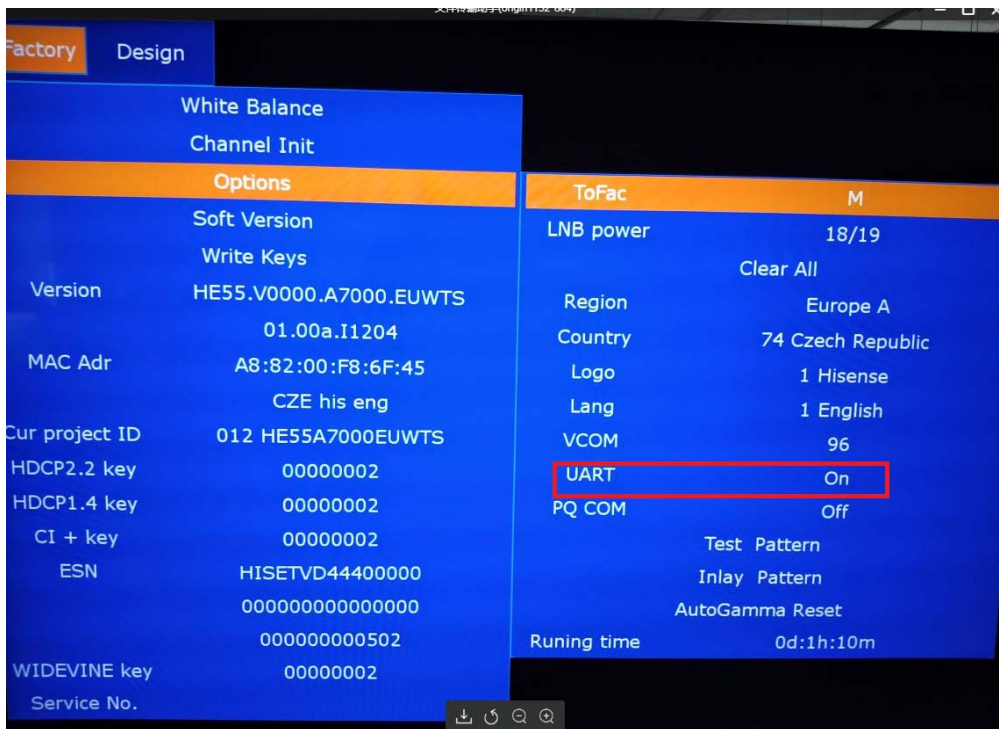 Factory Design
White Balance
Channel Init
Options
Soft Version
Write Keys
Version HE55.V0000.A7000.EUWTS
01.00a.I1204
MAC Adr A8:82:00:F8:6F:45
CZE his eng
Cur project ID 012 HE55A7000EUWTS
HDCP2.2 key 00000002
HDCP1.4 key 00000002
CI + key 00000002
ESN HISETVD44400000
000000000000000
000000000502
WIDEVINE key 00000002
Service No.
ToFac M
LNB power 18/19
Clear All
Region Europe A
Country 74 Czech Republic
Logo 1 Hisense
Lang 1 English
VCOM 96
UART On
PQ COM Off
Test Pattern
Inlay Pattern
AutoGamma Reset
Runing time 0d:1h:10m